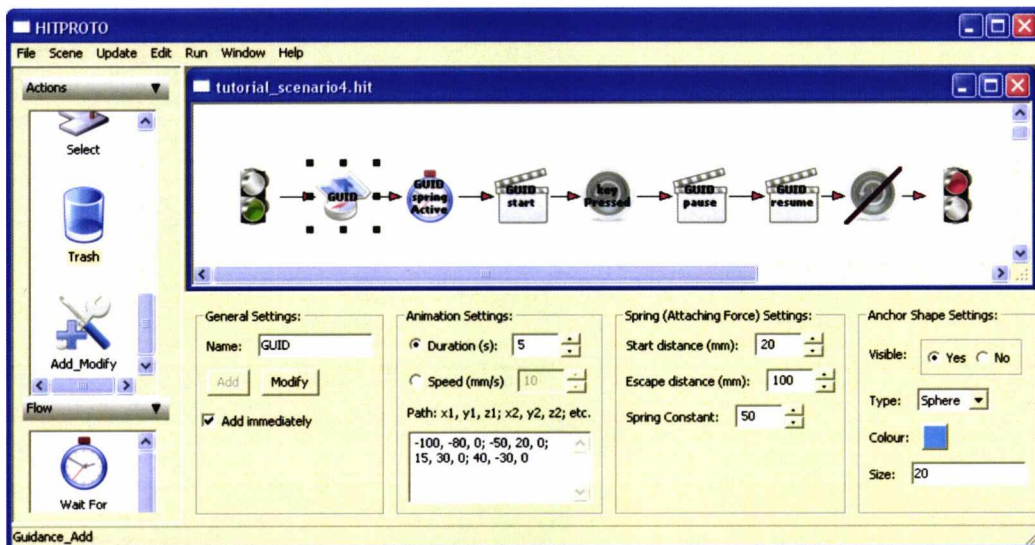 HITPROTO
File Scene Update Edit Run Window Help
Actions
Select
Trash
Add_Modify
Flow
Wait For
tutorial_scenario4.hit
GUID
GUID spring Active
GUID start
key Pressed
GUID pause
GUID resume
General Settings:
Name: GUID
Add Modify
Add immediately
Animation Settings:
Duration (s): 5
Speed (mm/s) 10
Path: x1, y1, z1; x2, y2, z2; etc.
-100, -80, 0; -50, 20, 0;
15, 30, 0; 40, -30, 0
Spring (Attaching Force) Settings:
Start distance (mm): 20
Escape distance (mm): 100
Spring Constant: 50
Anchor Shape Settings:
Visible: Yes No
Type: Sphere
Colour:
Size: 20
Guidance_Add